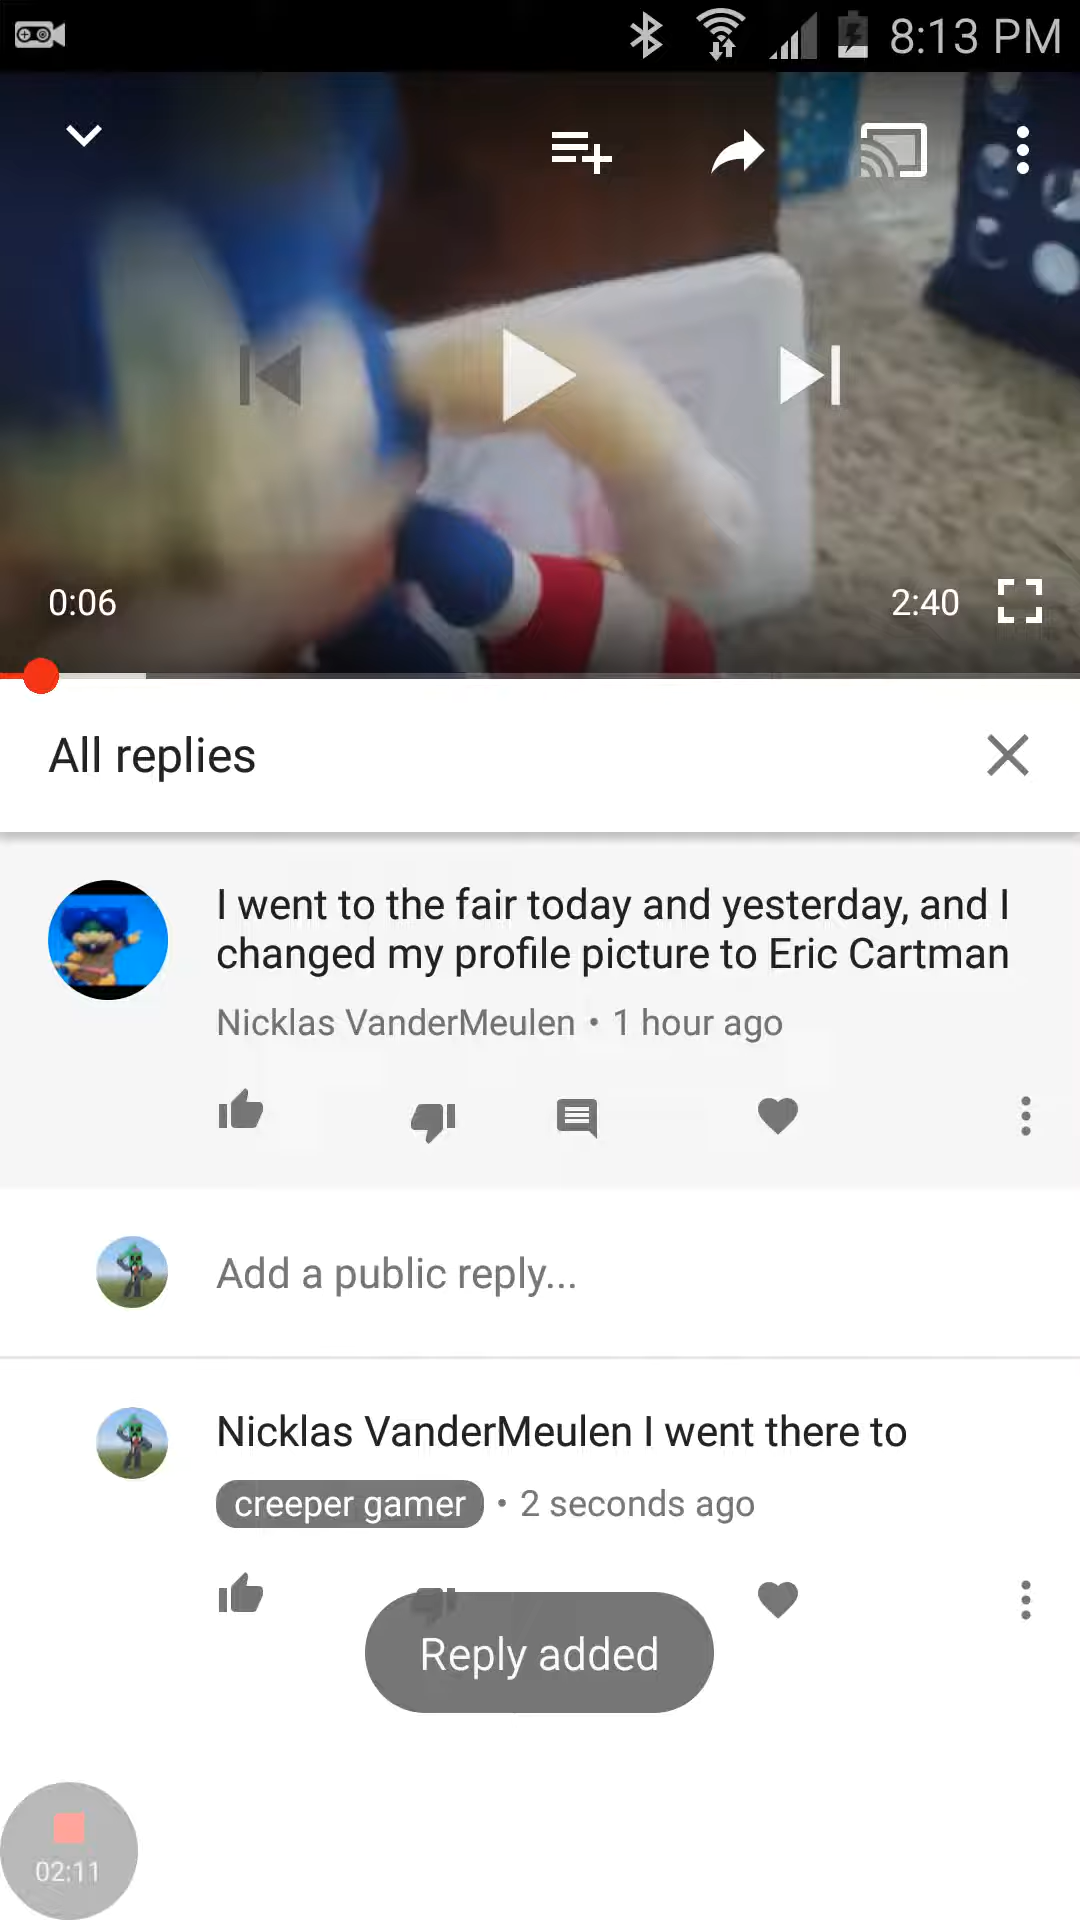 8:13 PM
0:06
2:40
All replies
I went to the fair today and yesterday, and I
changed my profile picture to Eric Cartman
Nicklas VanderMeulen • 1 hour ago
Add a public reply...
Nicklas VanderMeulen I went there to
creeper gamer • 2 seconds ago
Reply added
02:11